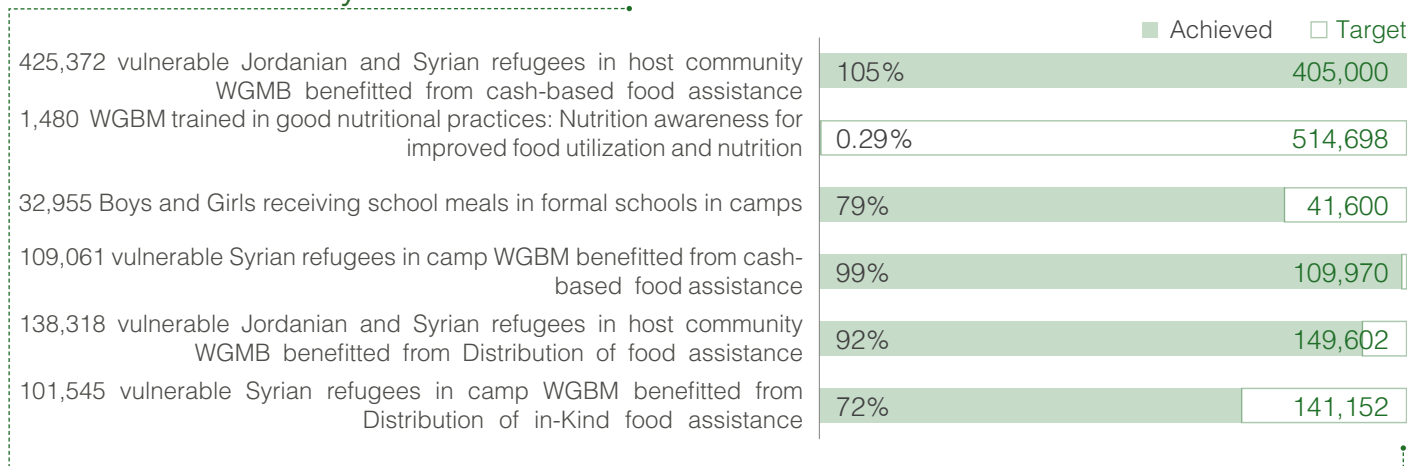 Achieved Target
425,372 vulnerable Jordanian and Syrian refugees in host community
WGMB benefitted from cash-based food assistance
105% 405,000
1,480 WGBM trained in good nutritional practices: Nutrition awareness for
improved food utilization and nutrition
0.29% 514,698
32,955 Boys and Girls receiving school meals in formal schools in camps
79% 41,600
109,061 vulnerable Syrian refugees in camp WGBM benefitted from cash-
based food assistance
99% 109,970
138,318 vulnerable Jordanian and Syrian refugees in host community
WGMB benefitted from Distribution of food assistance
92% 149,602
101,545 vulnerable Syrian refugees in camp WGBM benefitted from
Distribution of in-Kind food assistance
72% 141,152